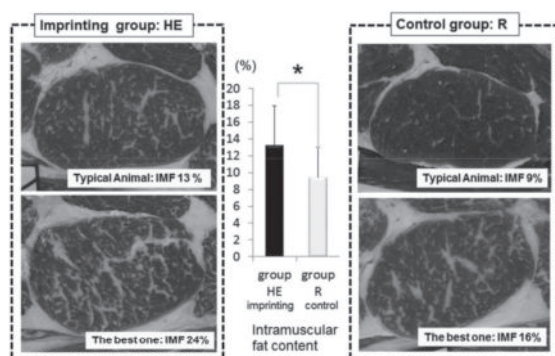 Imprinting group: HE
Typical Animal: IMF 13 %
The best one: IMF 24%
(%)
*
20
18
16
14
12
10
8
6
4
2
0
group
HE
imprinting
group
R
control
Intramuscular
fat content
Control group: R
Typical Animal: IMF 9%
The best one: IMF 16%